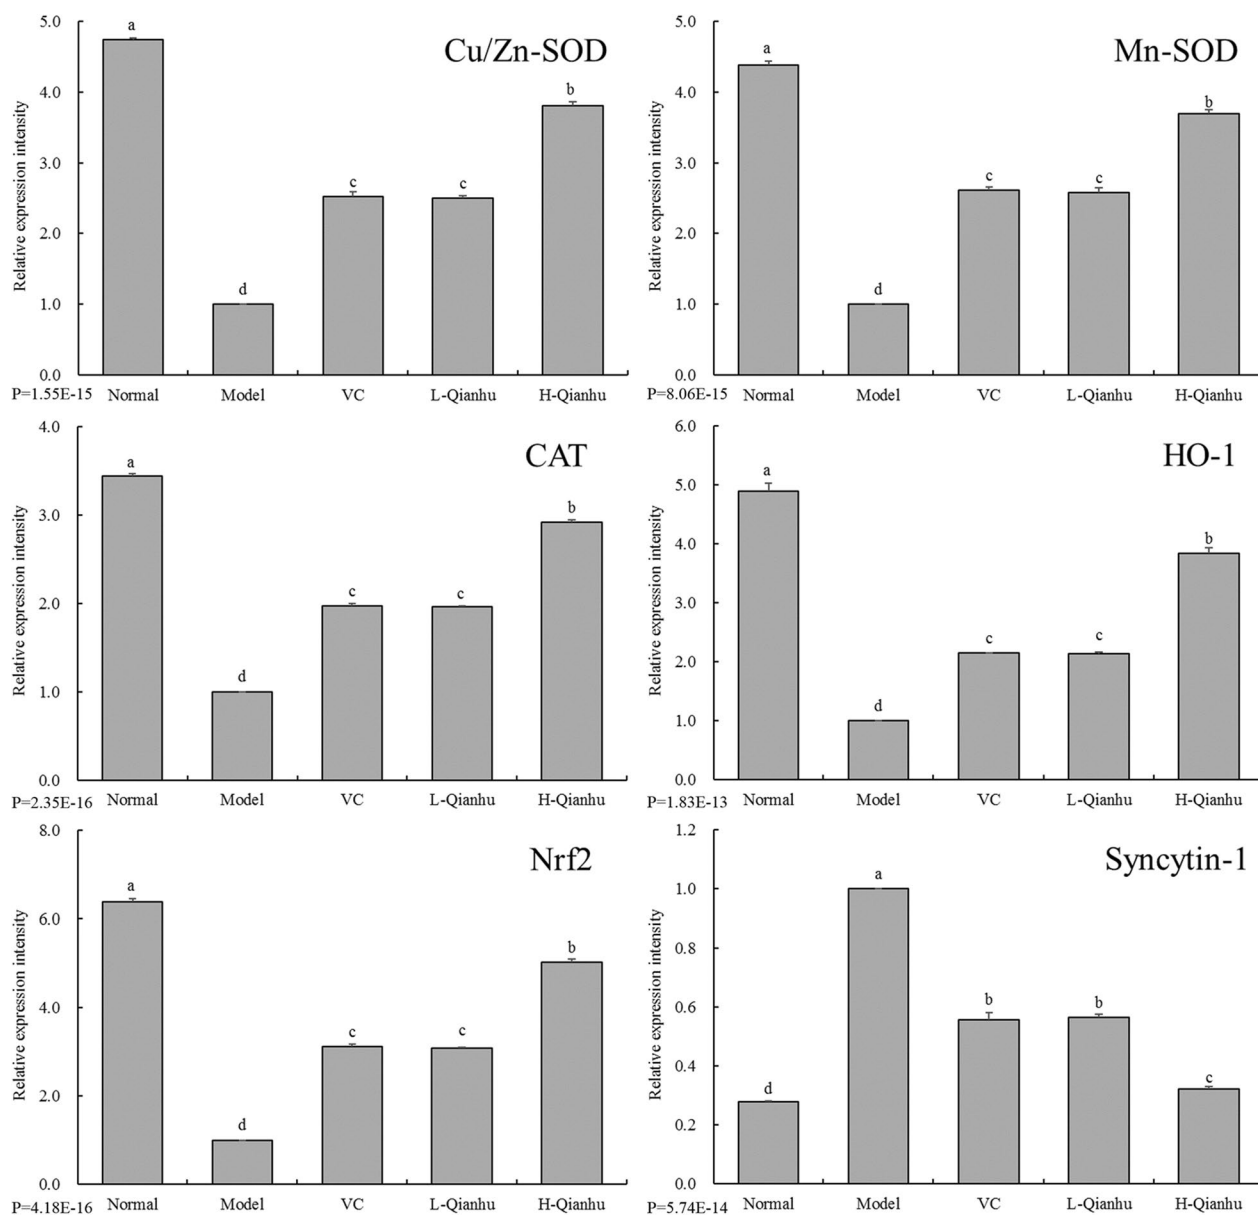 Cu/Zn-SOD
Relative expression intensity
5.0
4.0
3.0
2.0
1.0
0.0
a
d
c
c
b
Normal Model VC L-Qianhu H-Qianhu
P=1.55E-15
Mn-SOD
Relative expression intensity
5.0
4.0
3.0
2.0
1.0
0.0
a
d
c
c
b
Normal Model VC L-Qianhu H-Qianhu
P=8.06E-15
CAT
Relative expression intensity
4.0
3.0
2.0
1.0
0.0
a
d
c
c
b
Normal Model VC L-Qianhu H-Qianhu
P=2.35E-16
HO-1
Relative expression intensity
6.0
5.0
4.0
3.0
2.0
1.0
0.0
a
d
c
c
b
Normal Model VC L-Qianhu H-Qianhu
P=1.83E-13
Nrf2
Relative expression intensity
8.0
6.0
4.0
2.0
0.0
a
d
c
c
b
Normal Model VC L-Qianhu H-Qianhu
P=4.18E-16
Syncytin-1
Relative expression intensity
1.2
1.0
0.8
0.6
0.4
0.2
0.0
d
a
b
b
c
Normal Model VC L-Qianhu H-Qianhu
P=5.74E-14